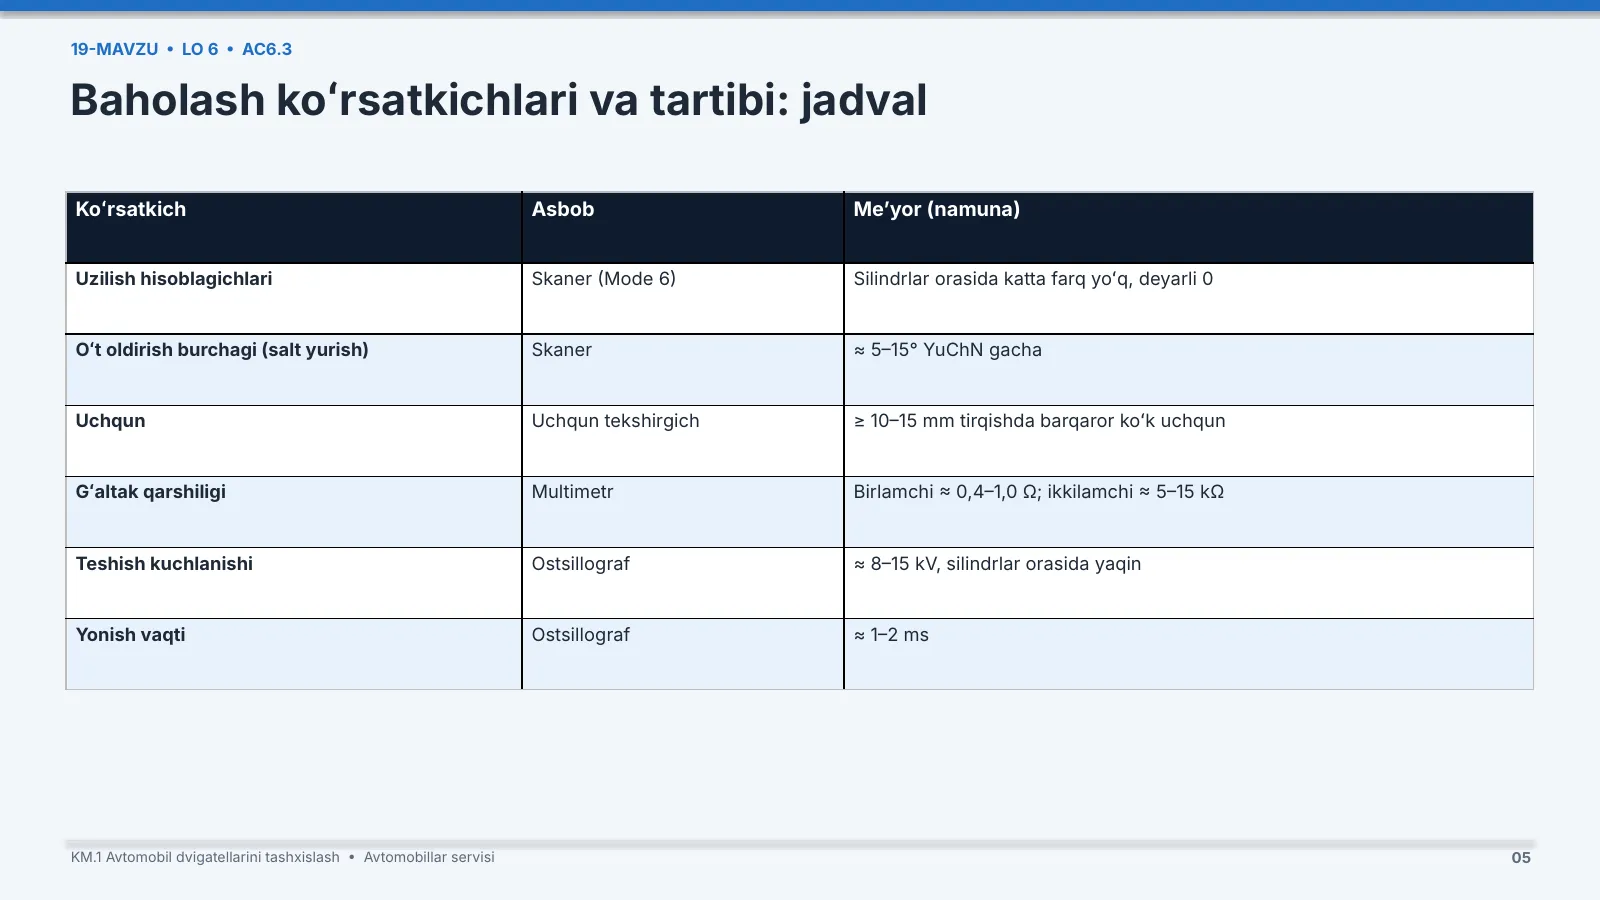 19-MAVZU • LO 6 • AC6.3
Baholash koʻrsatkichlari va tartibi: jadval
Koʻrsatkich Asbob Meʼyor (namuna)
Uzilish hisoblagichlari Skaner (Mode 6) Silindrlar orasida katta farq yoʻq, deyarli 0
Oʻt oldirish burchagi (salt yurish) Skaner ≈ 5–15° YuChN gacha
Uchqun Uchqun tekshirgich ≥ 10–15 mm tirqishda barqaror koʻk uchqun
Gʻaltak qarshiligi Multimetr Birlamchi ≈ 0,4–1,0 Ω; ikkilamchi ≈ 5–15 kΩ
Teshish kuchlanishi Ostsillograf ≈ 8–15 kV, silindrlar orasida yaqin
Yonish vaqti Ostsillograf ≈ 1–2 ms
KM.1 Avtomobil dvigatellarini tashxislash • Avtomobillar servisi 05